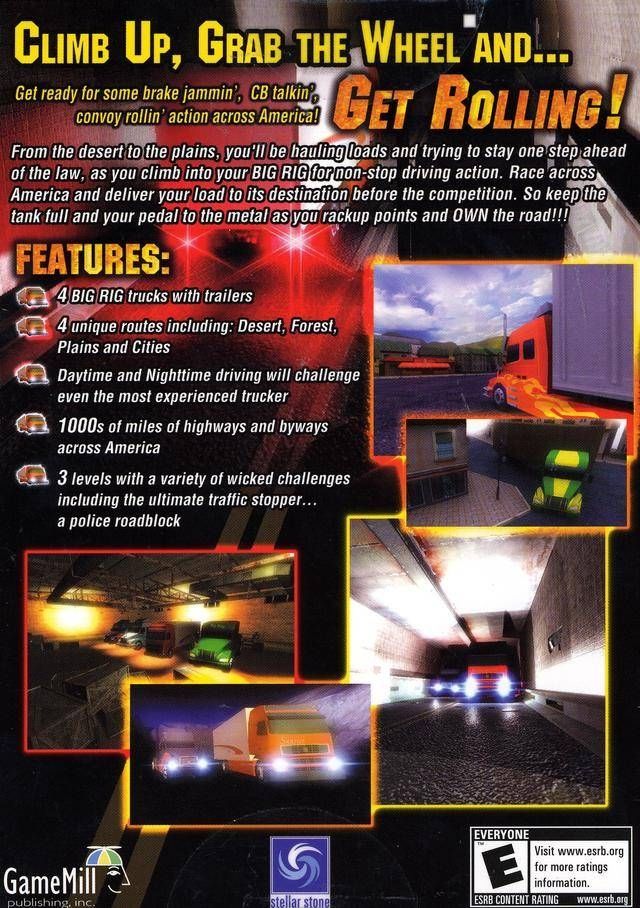 CLIMB UP, GRAB THE WHEEL AND...
Get ready for some brake jammin', CB talkin',
convoy rollin' action across America!
GET ROLLING!
From the desert to the plains, you'll be hauling loads and trying to stay one step ahead
of the law, as you climb into your BIG RIG for non-stop driving action. Race across
America and deliver your load to its destination before the competition. So keep the
tank full and your pedal to the metal as you rackup points and OWN the road!!!
FEATURES:
4 BIG RIG trucks with trailers
4 unique routes including: Desert, Forest,
Plains and Cities
Daytime and Nighttime driving will challenge
even the most experienced trucker
1000s of miles of highways and byways
across America
3 levels with a variety of wicked challenges
including the ultimate traffic stopper...
a police roadblock
GameMill
publishing, inc.
stellar stone
EVERYONE
E
TM
Visit www.esrb.org
for more ratings
information.
ESRB CONTENT RATING
www.esrb.org